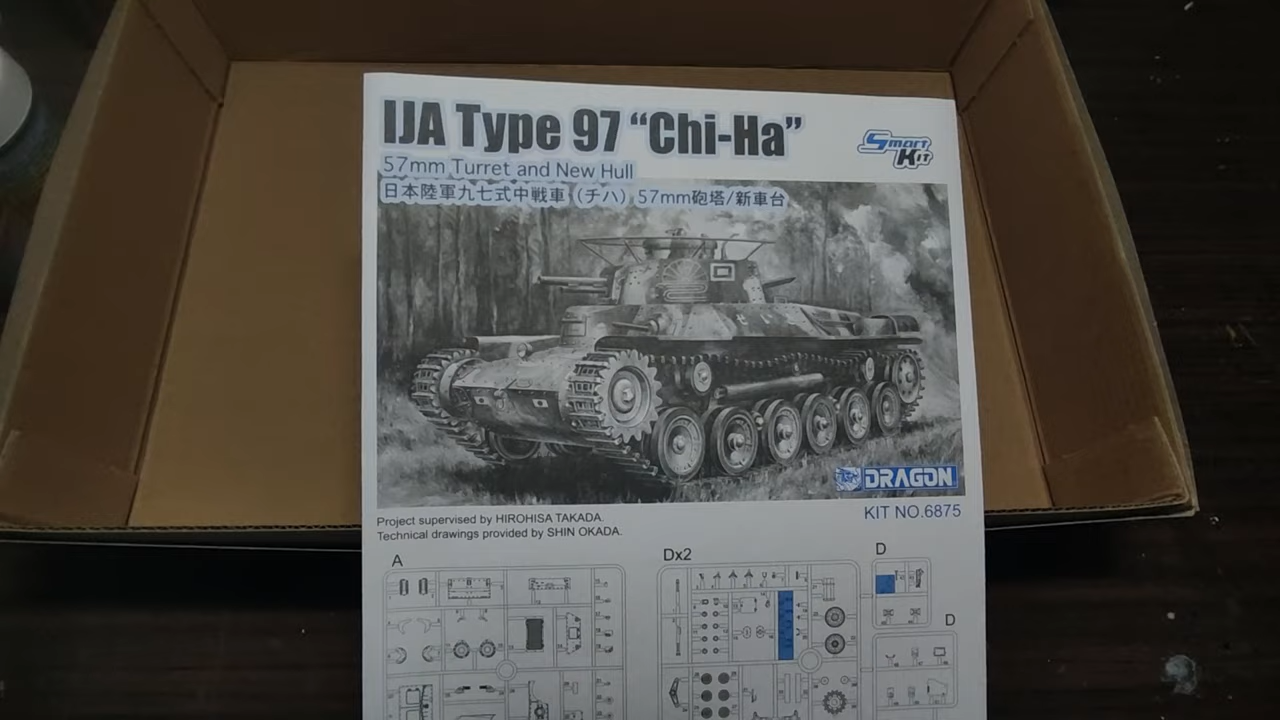 IJA Type 97 “Chi-Ha”
Smart Kit
57mm Turret and New Hull
日本陸軍九七式中戦車（チハ）57mm砲塔/新車台
DRAGON
KIT NO.6875
Project supervised by HIROHISA TAKADA.
Technical drawings provided by SHIN OKADA.
A
Dx2
D
D